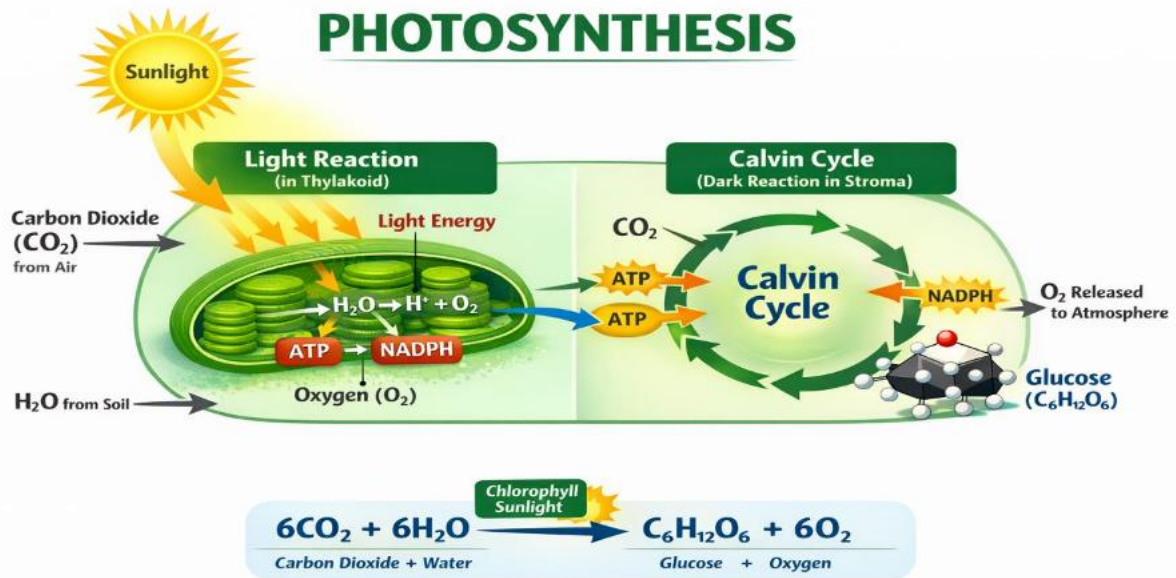 PHOTOSYNTHESIS
Sunlight
Light Reaction
(in Thylakoid)
Carbon Dioxide
(CO₂)
from Air
Light Energy
H₂O → H⁺ + O₂
ATP → NADPH
Oxygen (O₂)
H₂O from Soil
Calvin Cycle
(Dark Reaction in Stroma)
CO₂
ATP
ATP
Calvin
Cycle
NADPH
O₂ Released
to Atmosphere
Glucose
(C₆H₁₂O₆)
Chlorophyll
Sunlight
6CO₂ + 6H₂O → C₆H₁₂O₆ + 6O₂
Carbon Dioxide + Water
Glucose + Oxygen